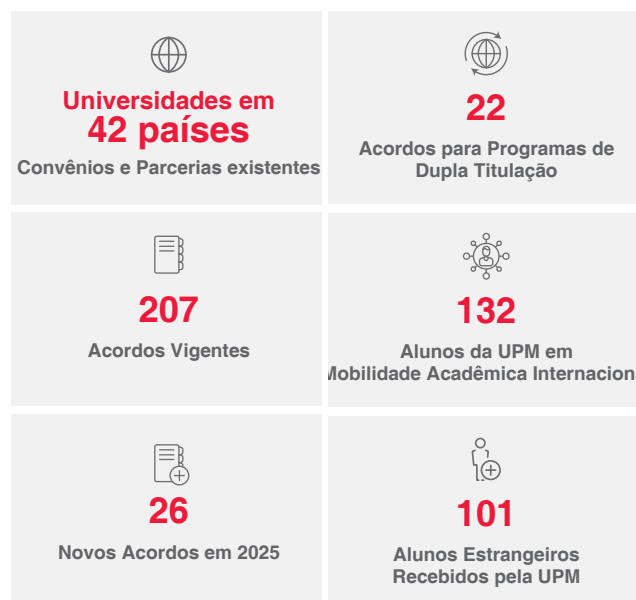 Universidades em
42 países
Convênios e Parcerias existentes
22
Acordos para Programas de
Dupla Titulação
207
Acordos Vigentes
132
Alunos da UPM em
Mobilidade Acadêmica Internacion
26
Novos Acordos em 2025
101
Alunos Estrangeiros
Recebidos pela UPM